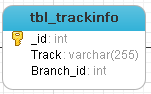 tbl_trackinfo
_id: int
Track: varchar(255)
Branch_id: int